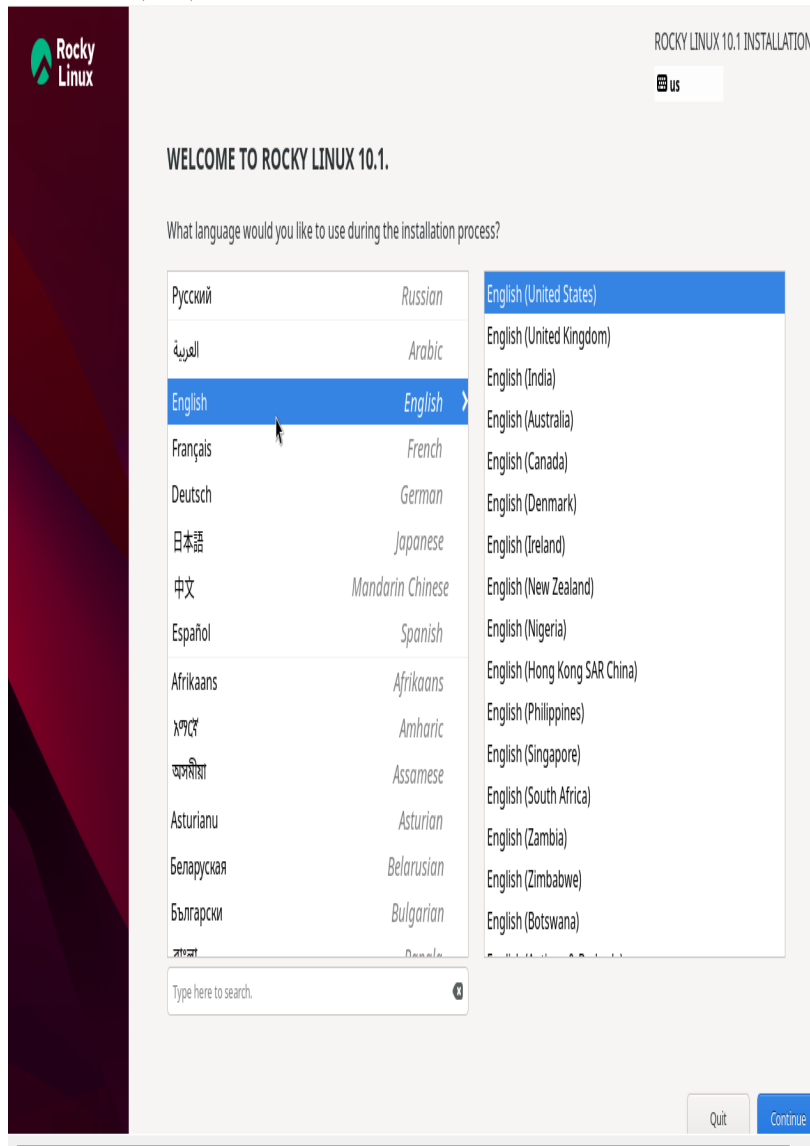 Rocky
Linux
ROCKY LINUX 10.1 INSTALLATION
us
WELCOME TO ROCKY LINUX 10.1.
What language would you like to use during the installation process?
Русский Russian
العربية Arabic
English English
Français French
Deutsch German
日本語 Japanese
中文 Mandarin Chinese
Español Spanish
Afrikaans Afrikaans
አማርኛ Amharic
অসমীয়া Assamese
Asturianu Asturian
Беларуская Belarusian
Български Bulgarian
English (United States)
English (United Kingdom)
English (India)
English (Australia)
English (Canada)
English (Denmark)
English (Ireland)
English (New Zealand)
English (Nigeria)
English (Hong Kong SAR China)
English (Philippines)
English (Singapore)
English (South Africa)
English (Zambia)
English (Zimbabwe)
English (Botswana)
Type here to search.
Quit
Continue